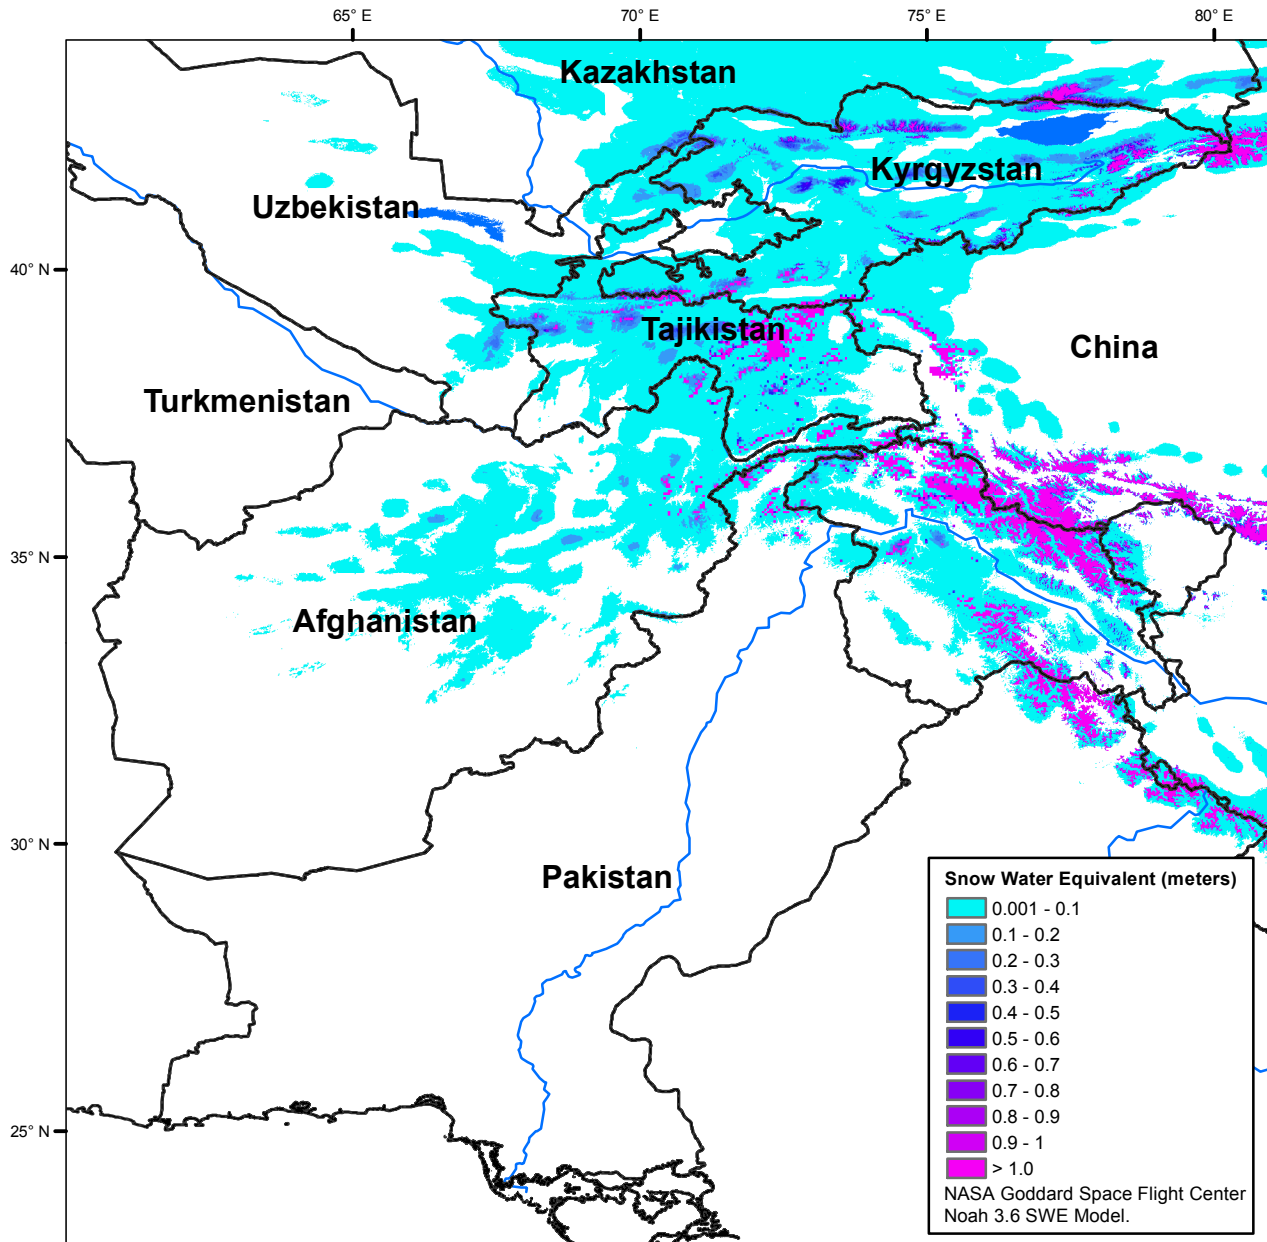 65° E
70° E
75° E
80° E
Kazakhstan
Kyrgyzstan
Uzbekistan
40° N
Tajikistan
China
Turkmenistan
35° N
Afghanistan
30° N
Pakistan
25° N
Snow Water Equivalent (meters)
0.001 - 0.1
0.1 - 0.2
0.2 - 0.3
0.3 - 0.4
0.4 - 0.5
0.5 - 0.6
0.6 - 0.7
0.7 - 0.8
0.8 - 0.9
0.9 - 1
> 1.0
NASA Goddard Space Flight Center
Noah 3.6 SWE Model.